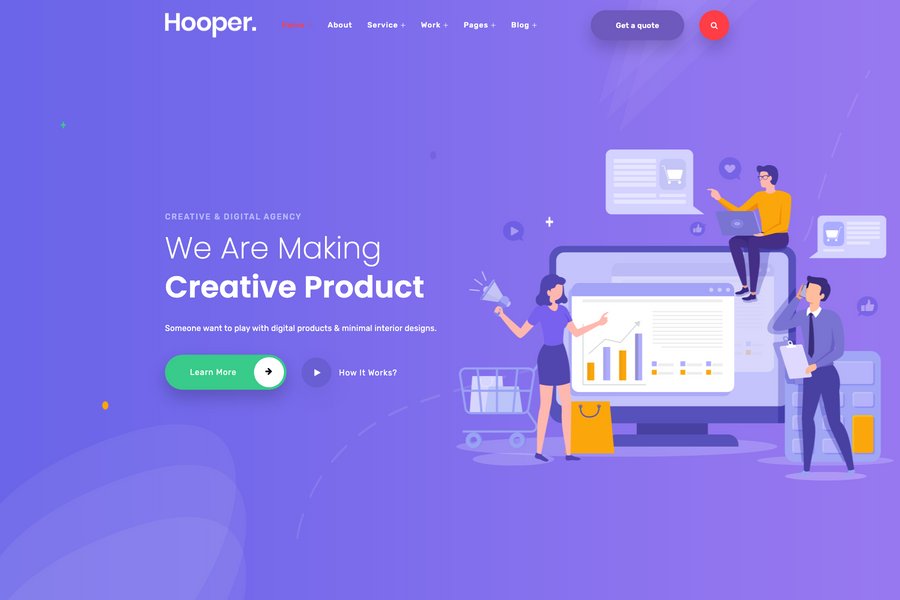 Hooper.
Home +
About
Service +
Work +
Pages +
Blog +
Get a quote
CREATIVE & DIGITAL AGENCY
We Are Making
Creative Product
Someone want to play with digital products & minimal interior designs.
Learn More
How It Works?